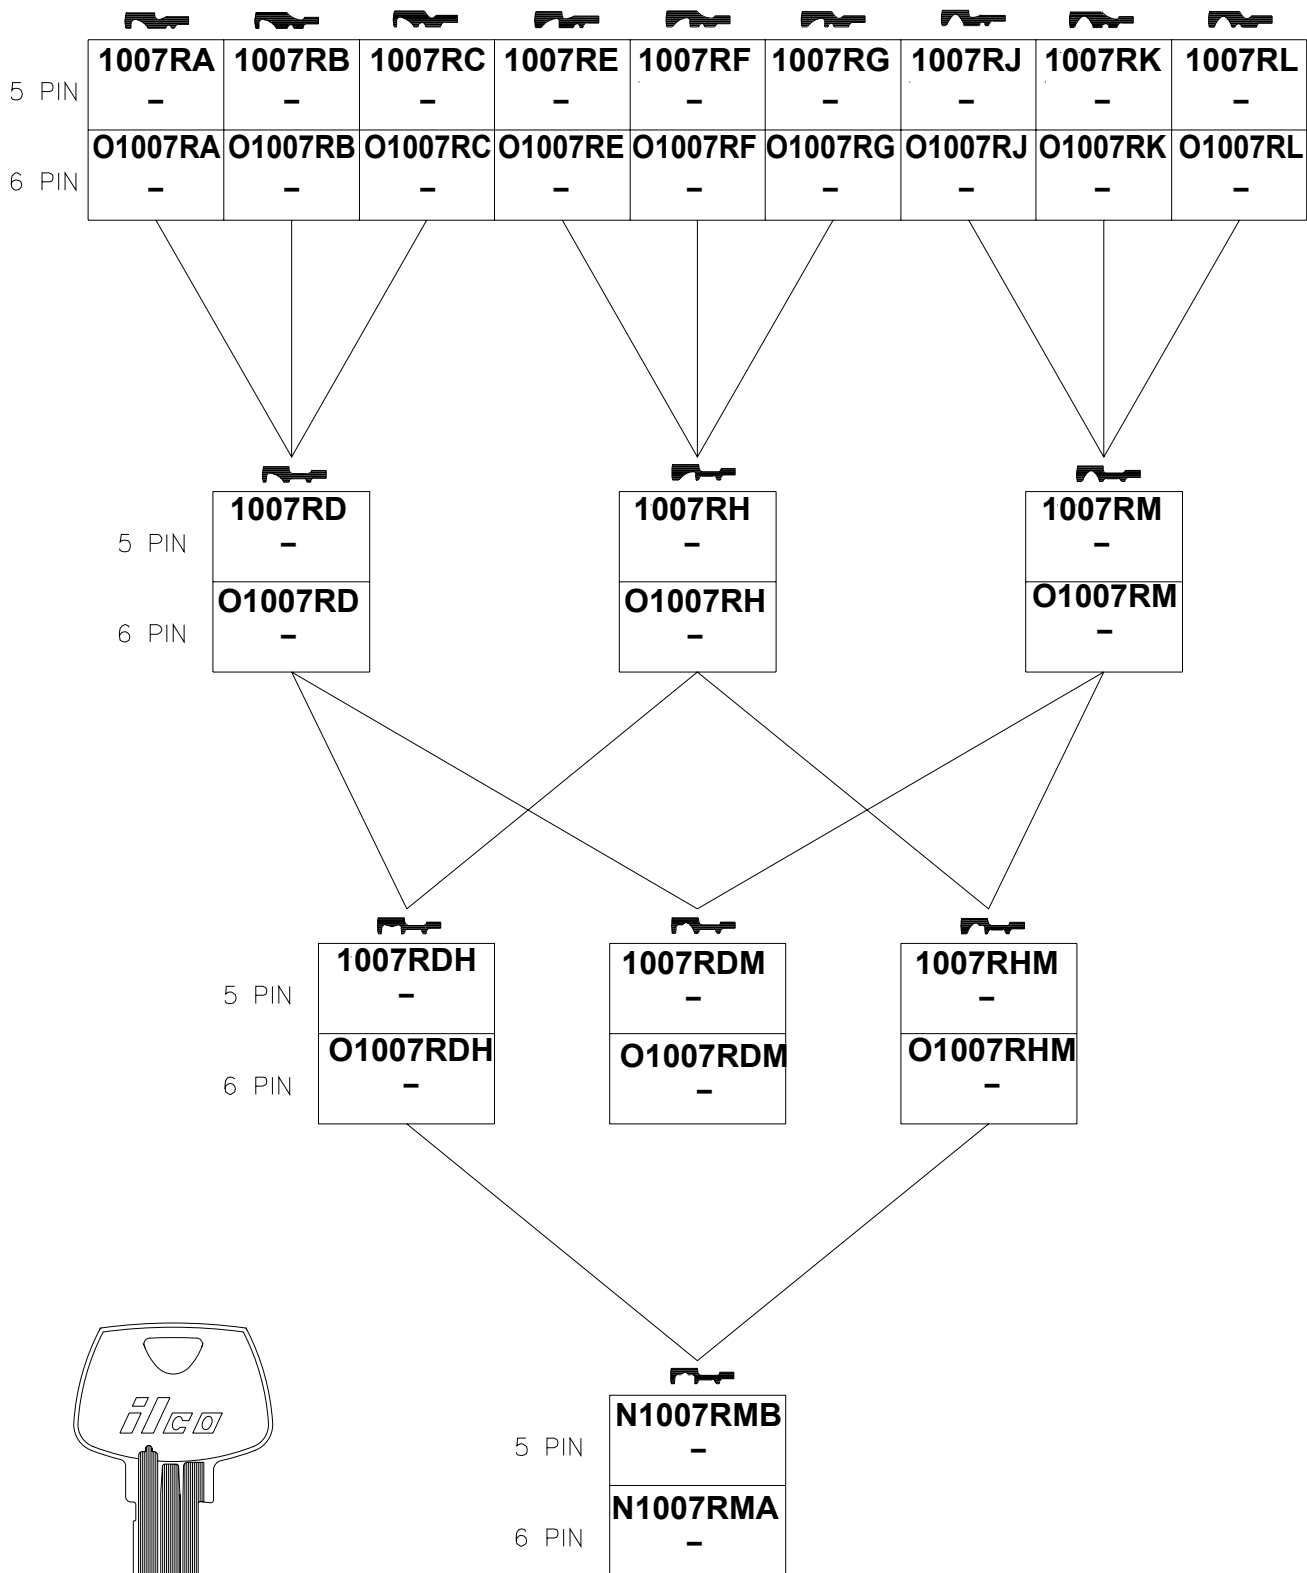 1007RA 1007RB 1007RC 1007RE 1007RF 1007RG 1007RJ 1007RK 1007RL
5 PIN - - - - - - - - -
O1007RA O1007RB O1007RC O1007RE O1007RF O1007RG O1007RJ O1007RK O1007RL
6 PIN - - - - - - - - -
1007RD 1007RH 1007RM
5 PIN - - -
O1007RD O1007RH O1007RM
6 PIN - - -
1007RDH 1007RDM 1007RHM
5 PIN - - -
O1007RDH O1007RDM O1007RHM
6 PIN - - -
ilco
N1007RMB
5 PIN -
N1007RMA
6 PIN -